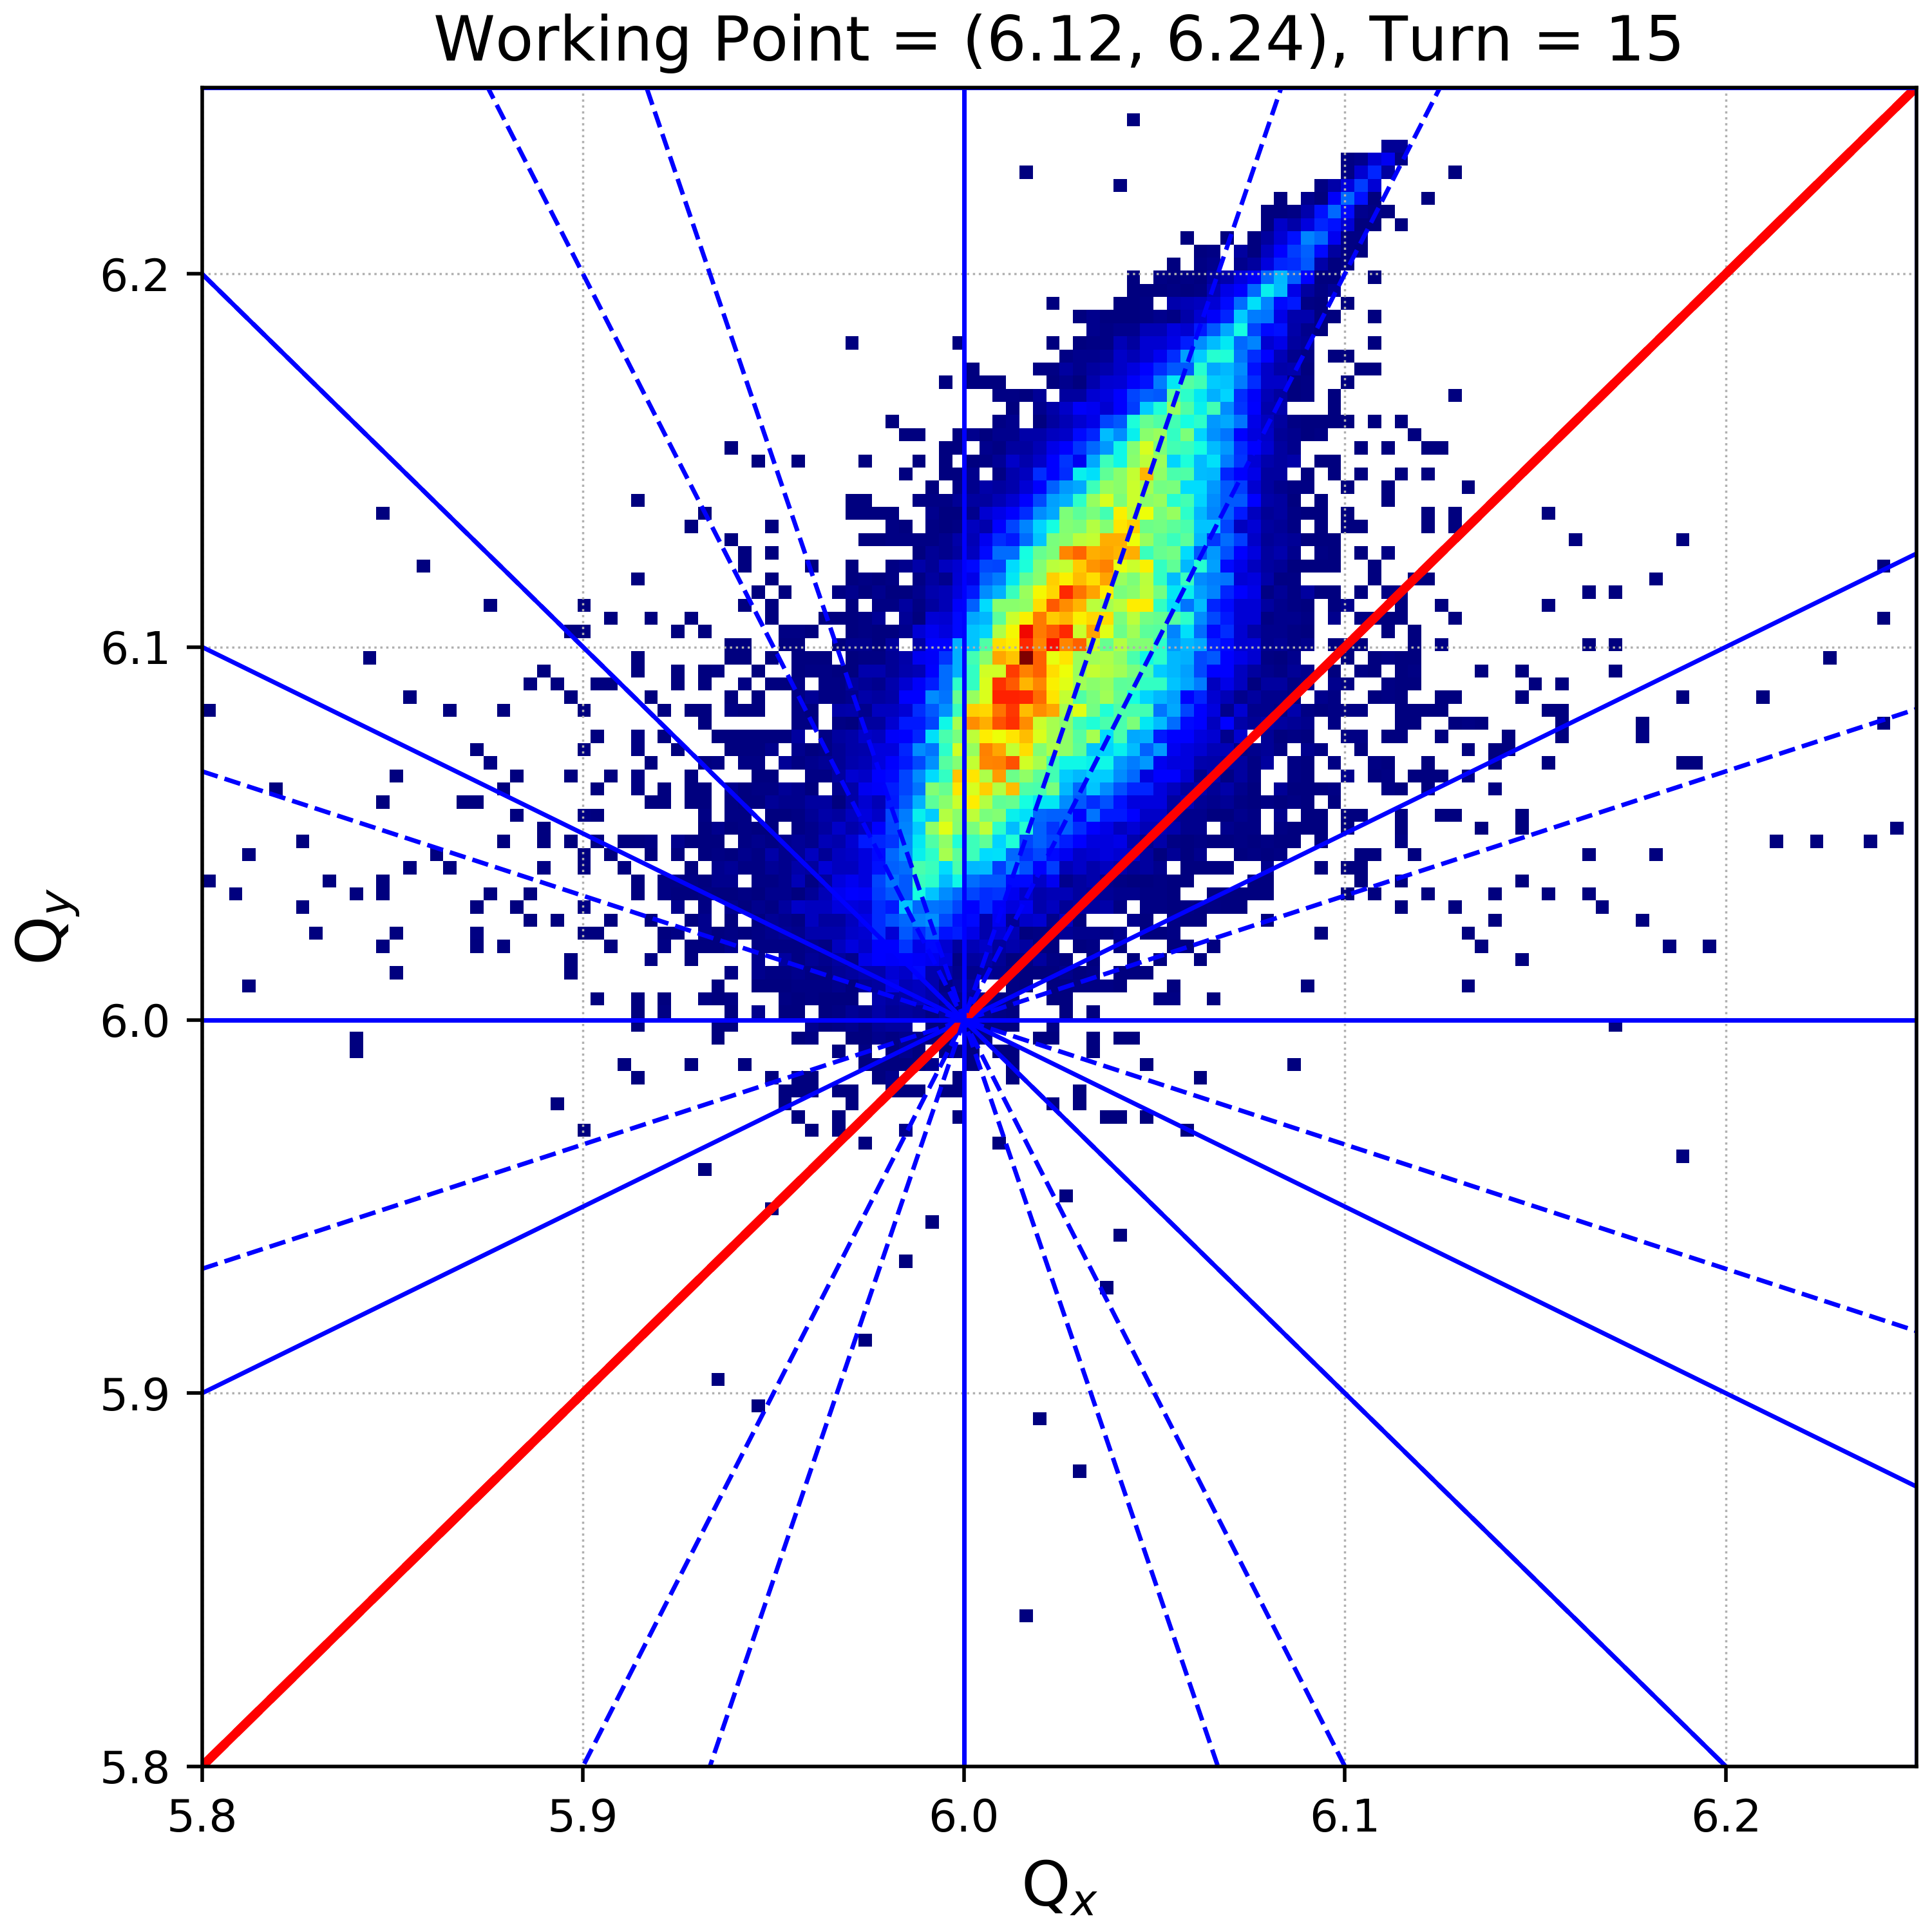 Working Point = (6.12, 6.24), Turn = 15
6.2
6.1
6.0
5.9
5.8
Qy
5.8 5.9 6.0 6.1 6.2
Qx